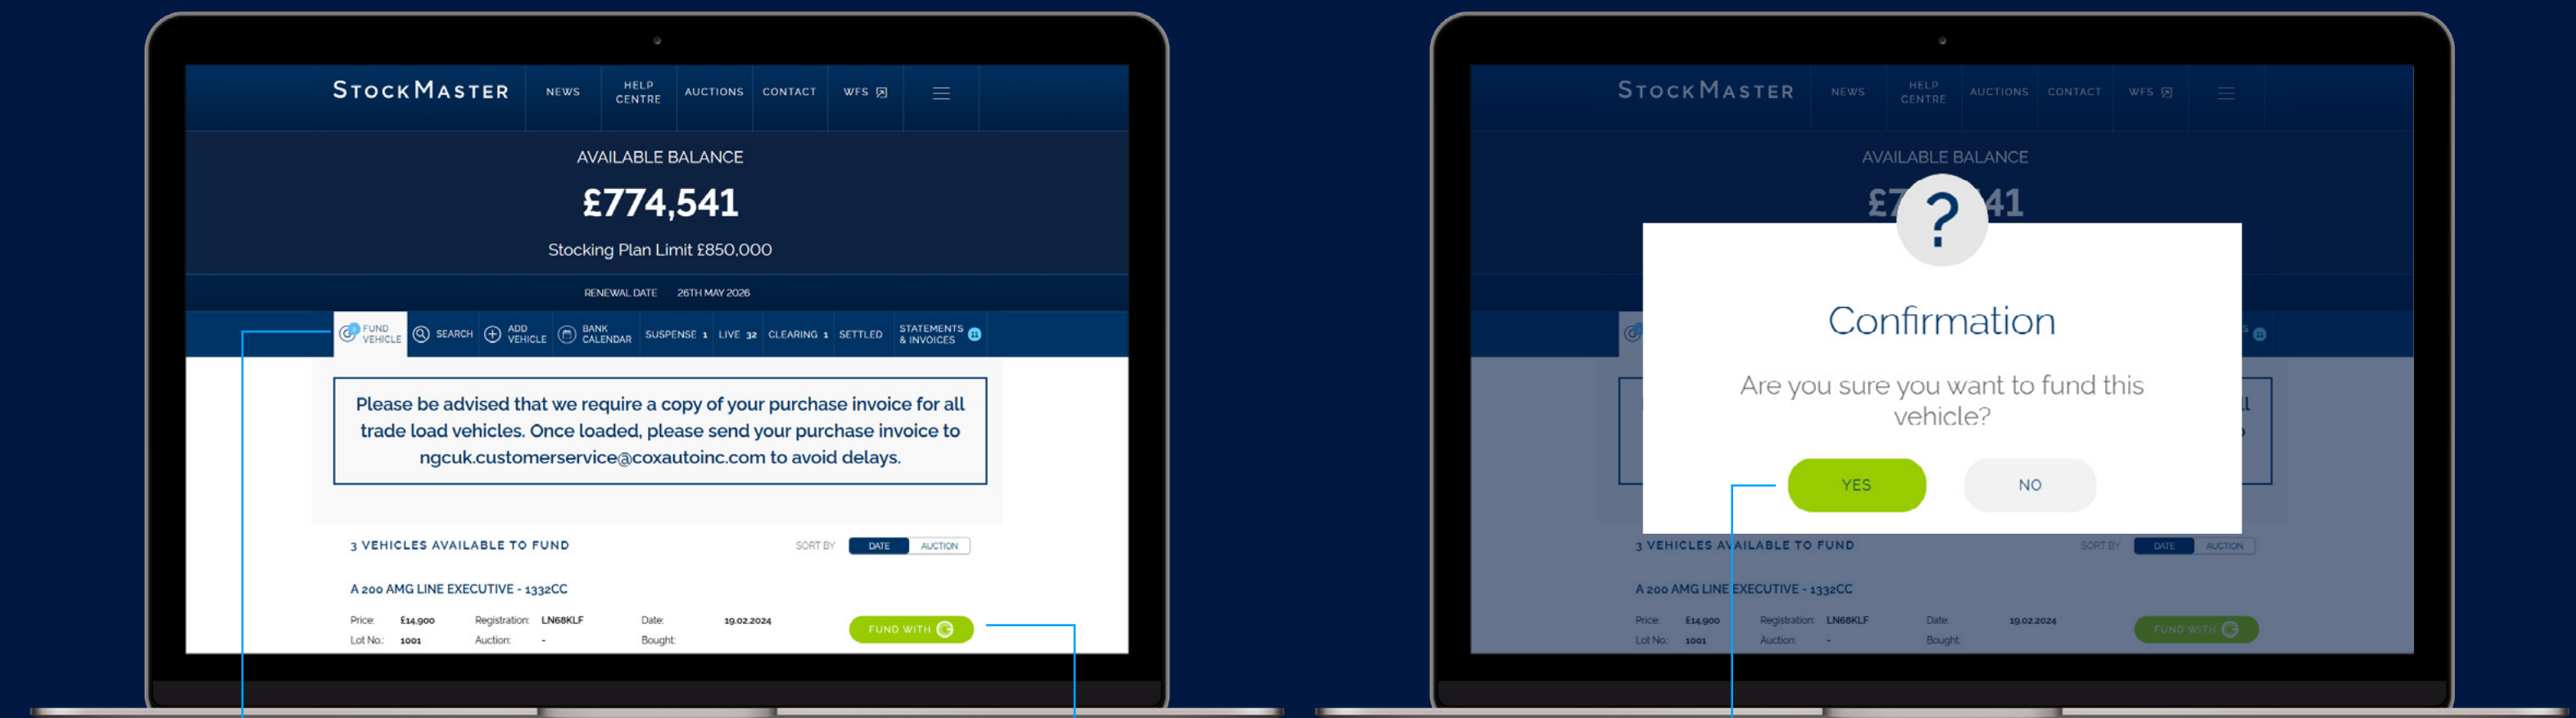 STOCKMASTER NEWS HELP CENTRE AUCTIONS CONTACT WFS
AVAILABLE BALANCE
£774,541
Stocking Plan Limit £850,000
RENEWAL DATE 26TH MAY 2026
FUND VEHICLE SEARCH ADD VEHICLE BANK CALENDAR SUSPENSE 1 LIVE 32 CLEARING 1 SETTLED STATEMENTS & INVOICES 11
Please be advised that we require a copy of your purchase invoice for all
trade load vehicles. Once loaded, please send your purchase invoice to
ngcuk.customerservice@coxautoinc.com to avoid delays.
3 VEHICLES AVAILABLE TO FUND SORT BY DATE AUCTION
A 200 AMG LINE EXECUTIVE - 1332CC
Price: £14,900 Registration: LN68KLF Date: 19.02.2024
Lot No.: 1001 Auction: - Bought:
FUND WITH
STOCKMASTER NEWS HELP CENTRE AUCTIONS CONTACT WFS
AVAILABLE BALANCE
?
Confirmation
Are you sure you want to fund this
vehicle?
YES NO
3 VEHICLES AVAILABLE TO FUND SORT BY DATE AUCTION
A 200 AMG LINE EXECUTIVE - 1332CC
Price: £14,900 Registration: LN68KLF Date: 19.02.2024
Lot No.: 1001 Auction: - Bought:
FUND WITH